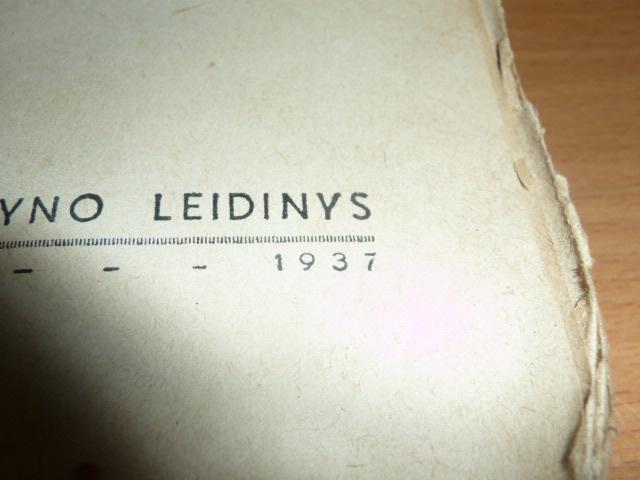 YNO LEIDINYS
- - - 1937